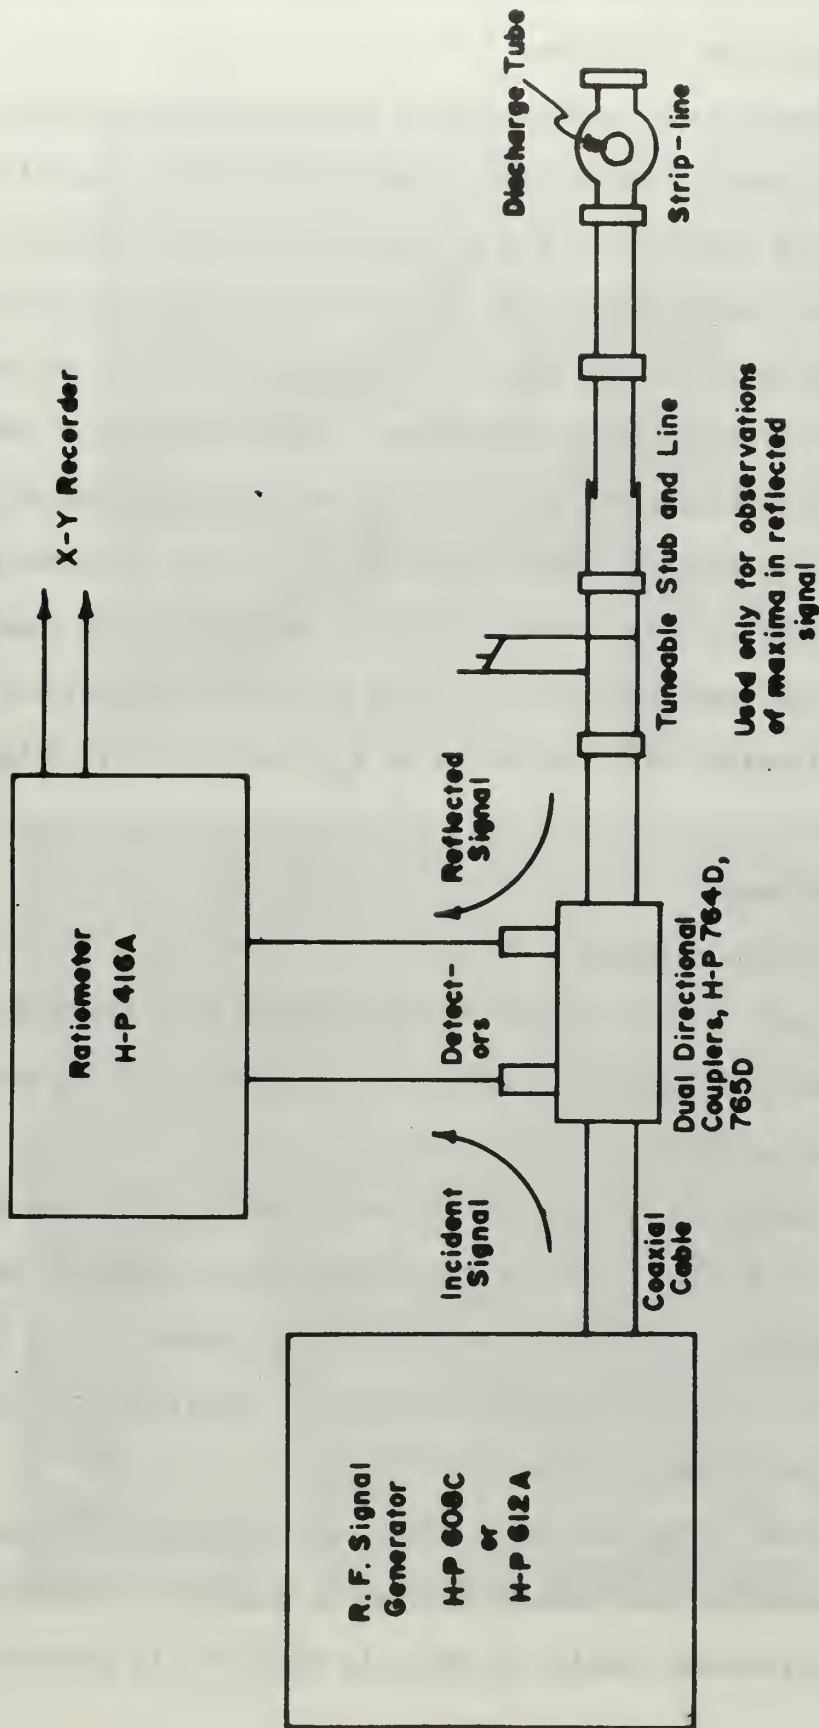 X-Y Recorder
Ratiometer
H-P 416A
R.F. Signal
Generator
H-P 608C
or
H-P 612A
Incident
Signal
Detect-
ors
Reflected
Signal
Coaxial
Cable
Dual Directional
Couplers, H-P 764D,
765D
Tuneable Stub and Line
Used only for observations
of maxima in reflected
signal
Discharge Tube
Strip-line